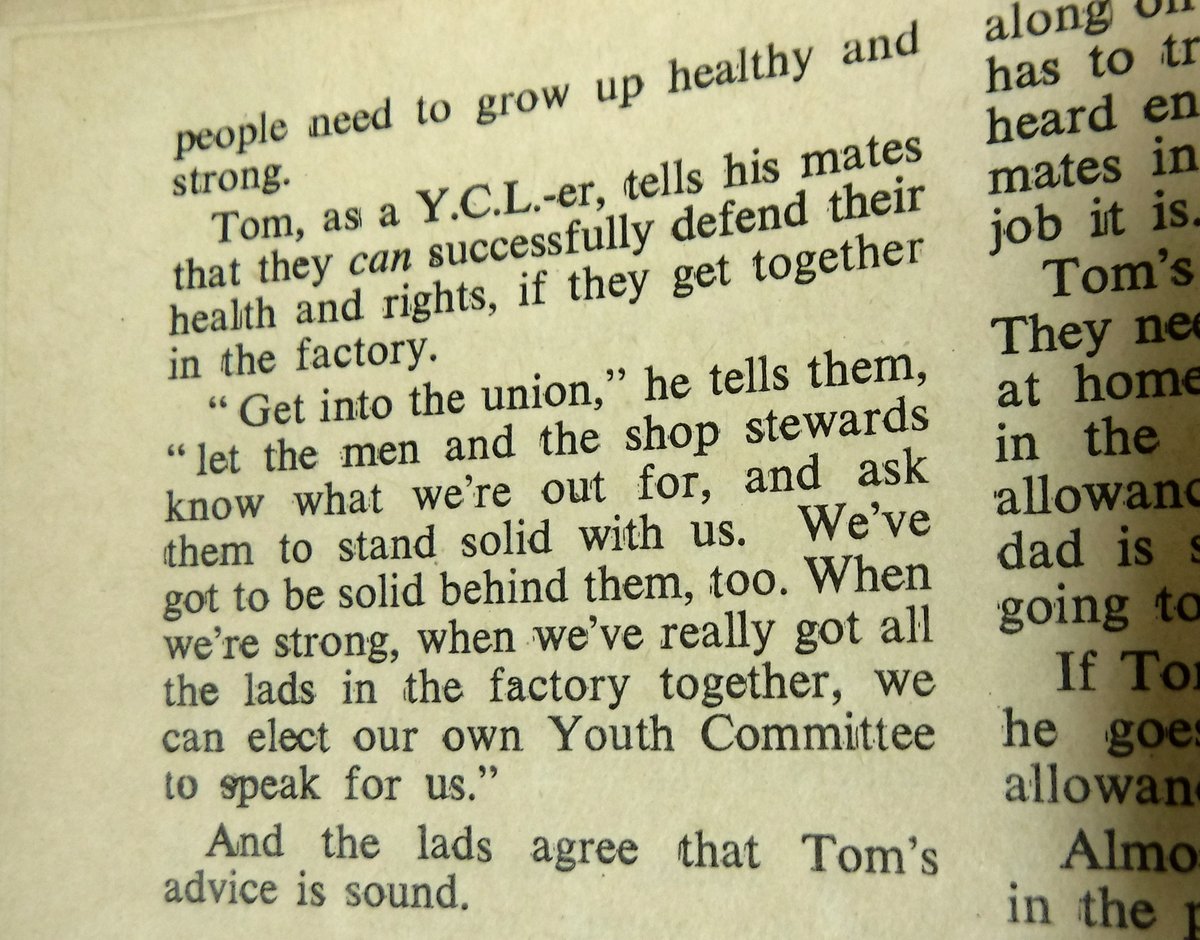 people need to grow up healthy and
strong.
Tom, as a Y.C.L.-er, tells his mates
that they can successfully defend their
health and rights, if they get together
in the factory.
“ Get into the union,” he tells them,
“ let the men and the shop stewards
know what we’re out for, and ask
them to stand solid with us. We’ve
got to be solid behind them, too. When
we’re strong, when we’ve really got all
the lads in the factory together, we
can elect our own Youth Committee
to speak for us.”
And the lads agree that Tom’s
advice is sound.
along
has to
heard
mates in
job it is.
Tom’s
They
at home
in the
dad is
going to
If
he
in the